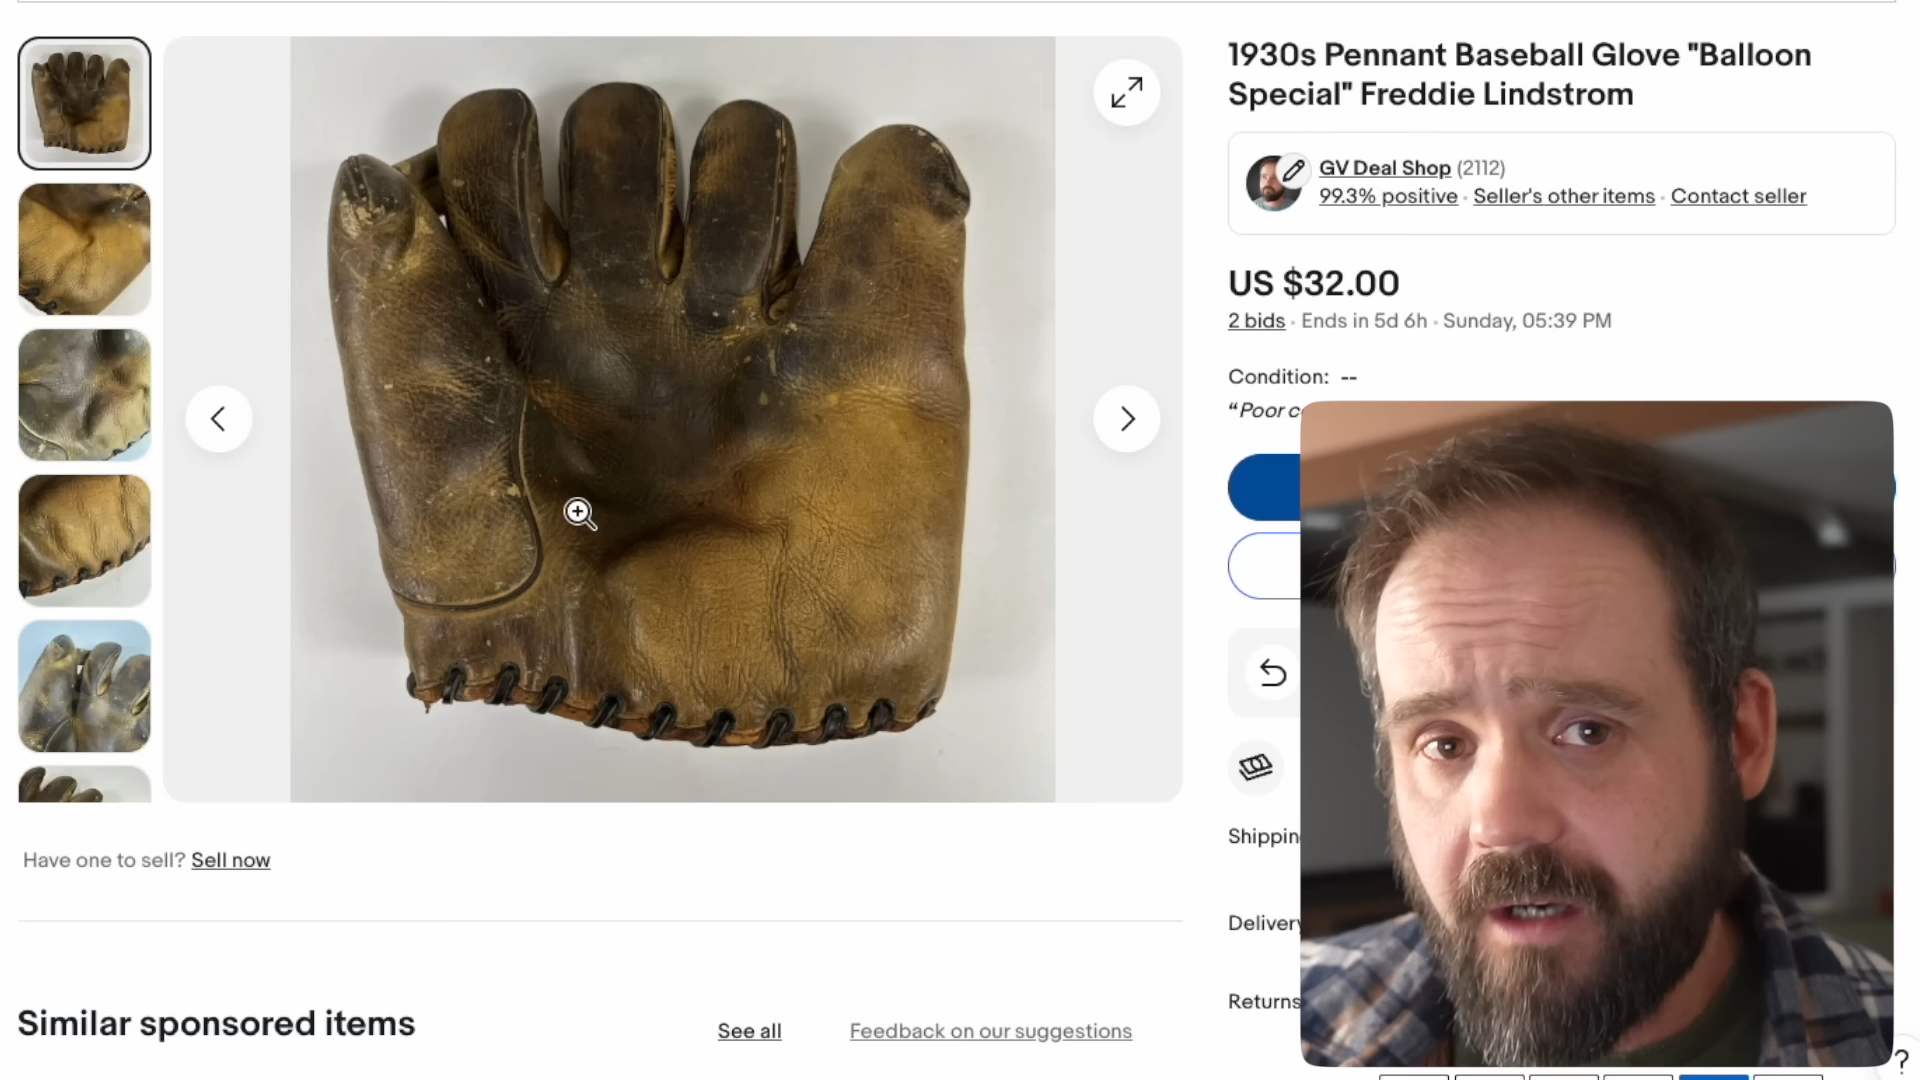 1930s Pennant Baseball Glove "Balloon
Special" Freddie Lindstrom
GV Deal Shop (2112)
99.3% positive · Seller's other items · Contact seller
US $32.00
2 bids · Ends in 5d 6h · Sunday, 05:39 PM
Condition: --
“Poor
Have one to sell? Sell now
Shippin
Delivery
Returns
Similar sponsored items
See all
Feedback on our suggestions
?